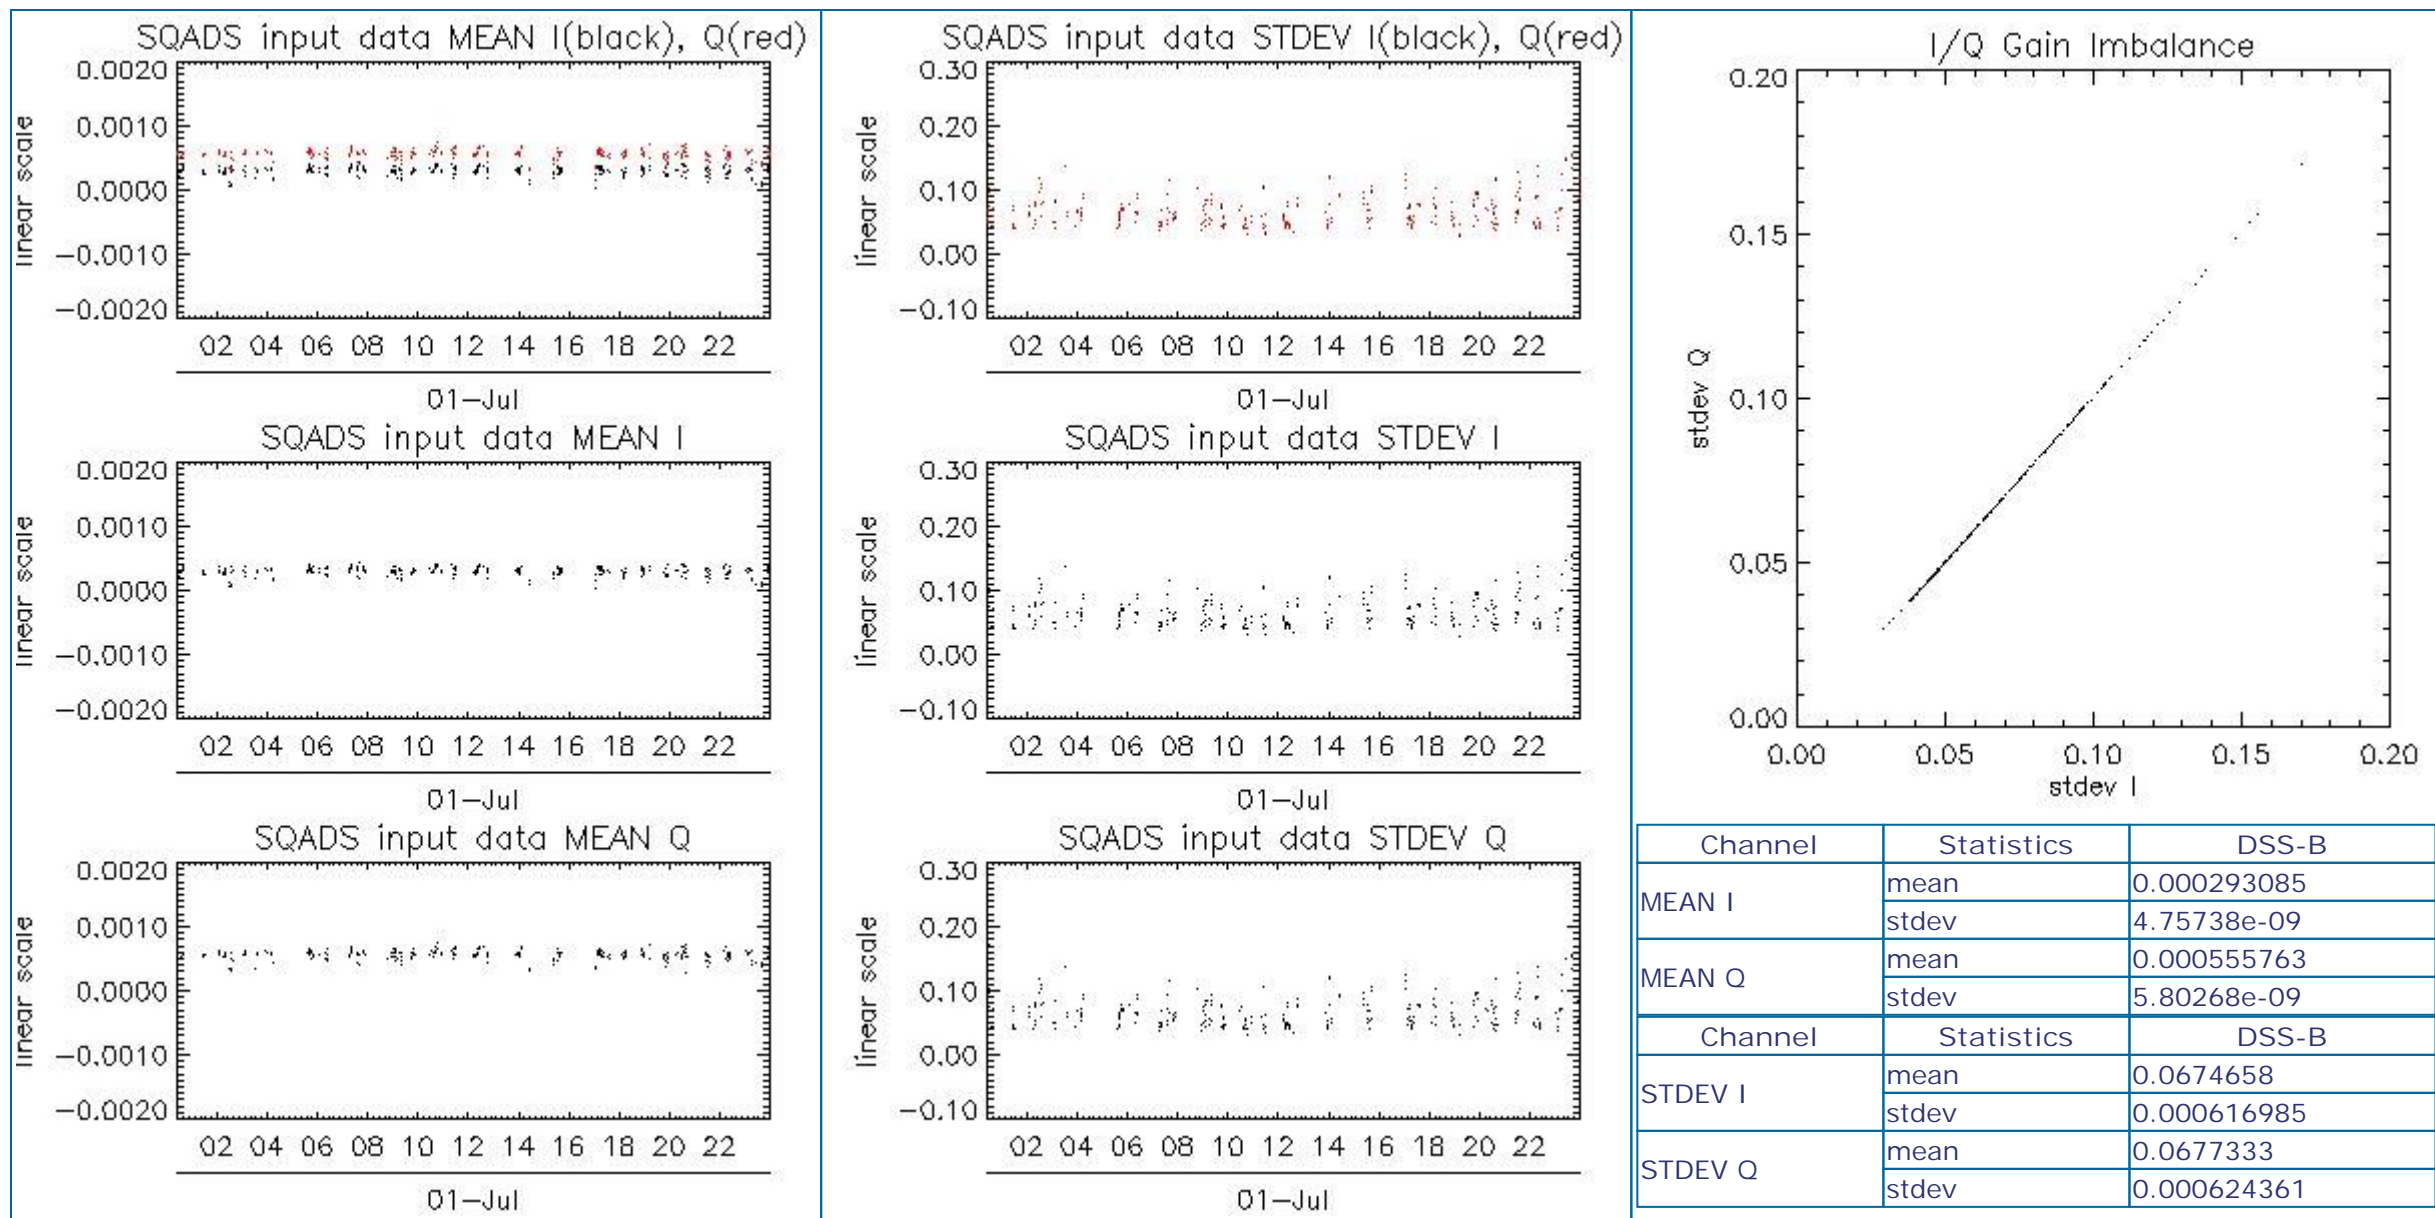 SQADS input data MEAN I(black), Q(red)
0.0020
0.0010
0.0000
−0.0010
−0.0020
linear scale
02 04 06 08 10 12 14 16 18 20 22
01−Jul
SQADS input data MEAN I
0.0020
0.0010
0.0000
−0.0010
−0.0020
linear scale
02 04 06 08 10 12 14 16 18 20 22
01−Jul
SQADS input data MEAN Q
0.0020
0.0010
0.0000
−0.0010
−0.0020
linear scale
02 04 06 08 10 12 14 16 18 20 22
01−Jul
SQADS input data STDEV I(black), Q(red)
0.30
0.20
0.10
0.00
−0.10
linear scale
02 04 06 08 10 12 14 16 18 20 22
01−Jul
SQADS input data STDEV I
0.30
0.20
0.10
0.00
−0.10
linear scale
02 04 06 08 10 12 14 16 18 20 22
01−Jul
SQADS input data STDEV Q
0.30
0.20
0.10
0.00
−0.10
linear scale
02 04 06 08 10 12 14 16 18 20 22
01−Jul
I/Q Gain Imbalance
0.20
0.15
0.10
0.05
0.00
stdev Q
0.00 0.05 0.10 0.15 0.20
stdev I
Channel Statistics DSS-B
MEAN I mean 0.000293085
stdev 4.75738e-09
MEAN Q mean 0.000555763
stdev 5.80268e-09
Channel Statistics DSS-B
STDEV I mean 0.0674658
stdev 0.000616985
STDEV Q mean 0.0677333
stdev 0.000624361